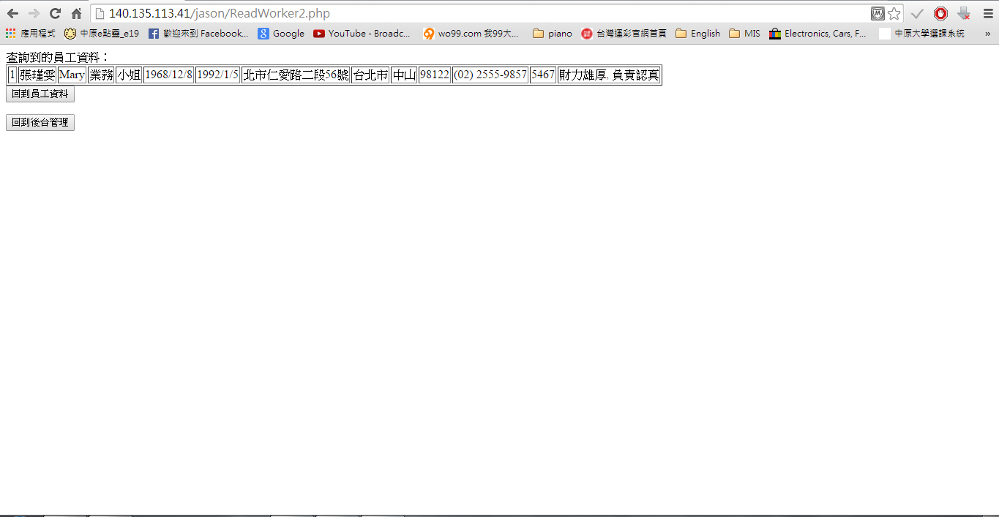 140.135.113.41/jason/ReadWorker2.php
應用程式 中原e點靈_e19 歡迎來到 Facebook... Google YouTube - Broadc... wo99.com 我99大... piano 台灣運彩官網首頁 English MIS Electronics, Cars, F... 中原大學選課系統 »
查詢到的員工資料：
1 張瑾雯 Mary 業務 小姐 1968/12/8 1992/1/5 北市仁愛路二段56號 台北市 中山 98122 (02) 2555-9857 5467 財力雄厚, 負責認真
回到員工資料
回到後台管理